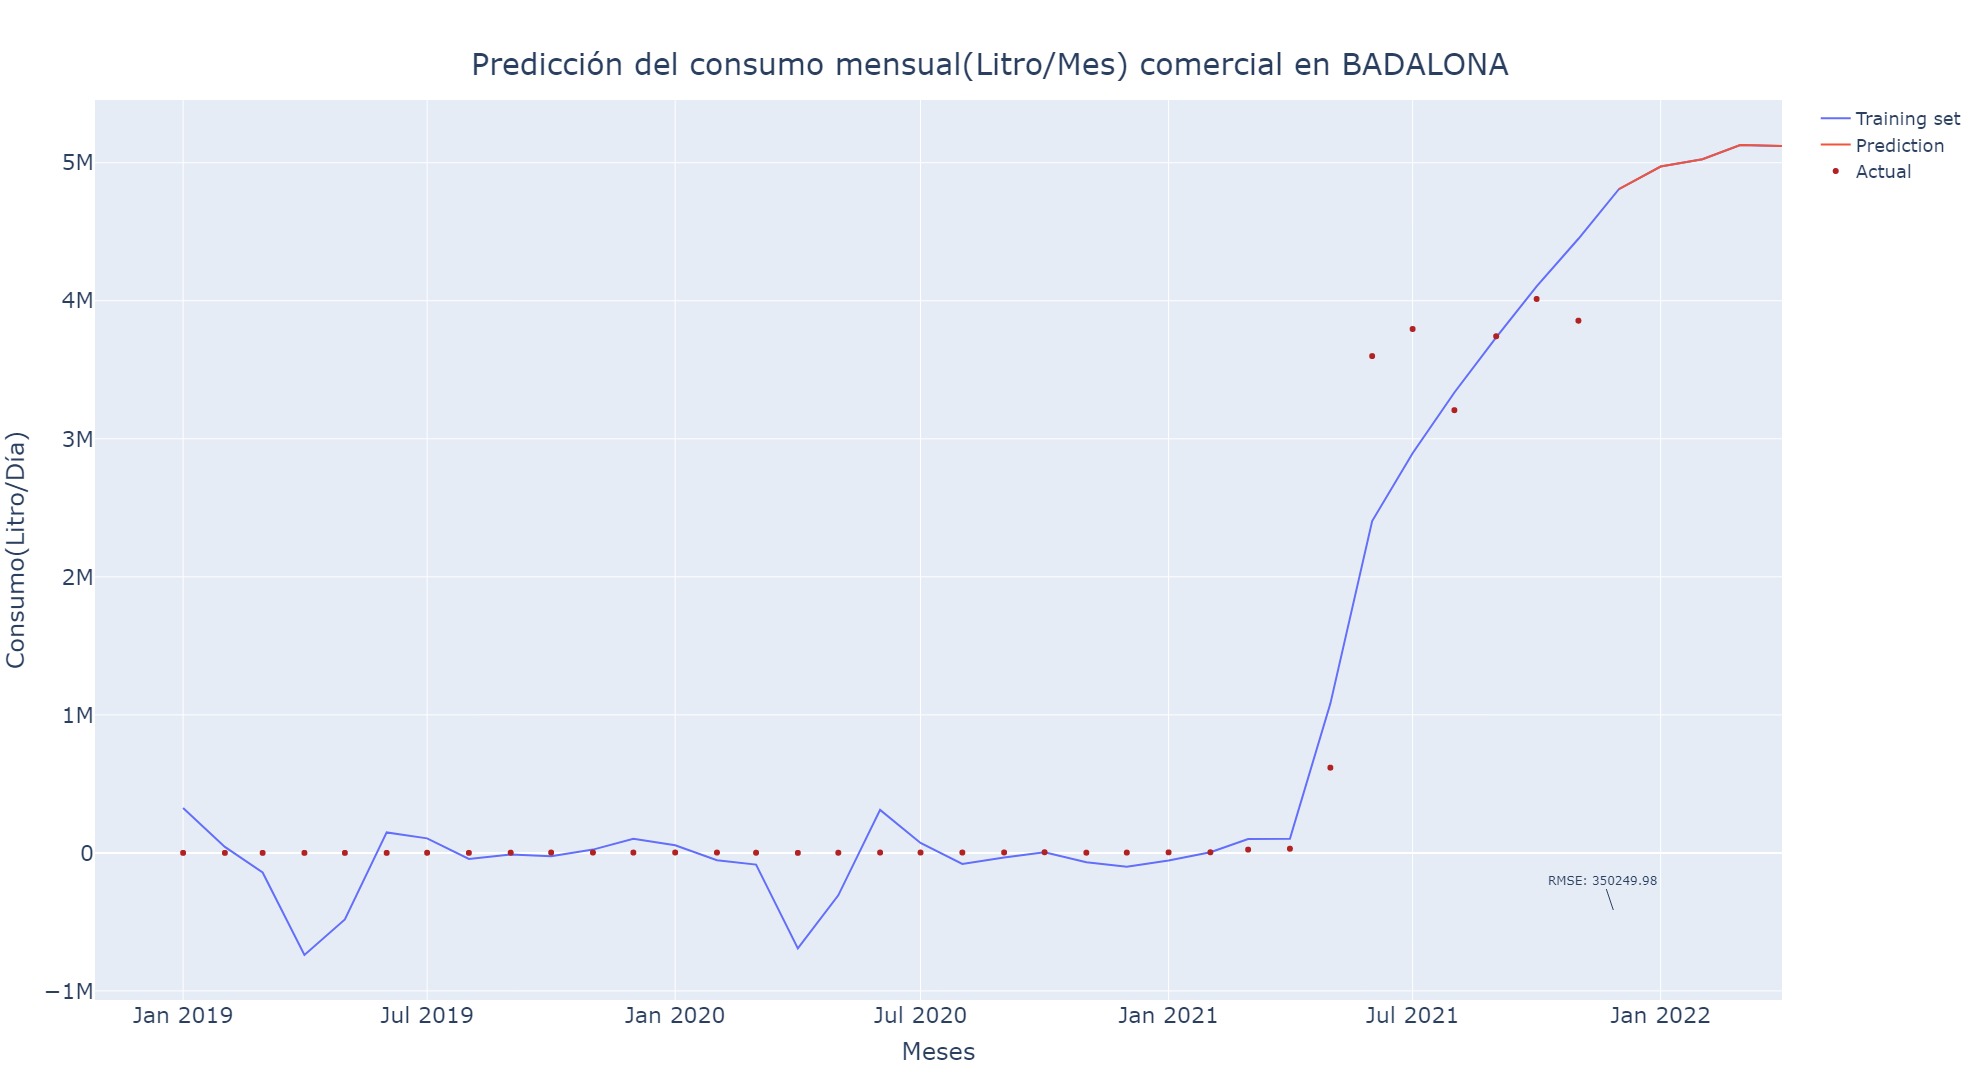 Predicción del consumo mensual(Litro/Mes) comercial en BADALONA
Training set
Prediction
Actual
Consumo(Litro/Día)
5M
4M
3M
2M
1M
0
−1M
RMSE: 350249.98
Jan 2019
Jul 2019
Jan 2020
Jul 2020
Jan 2021
Jul 2021
Jan 2022
Meses